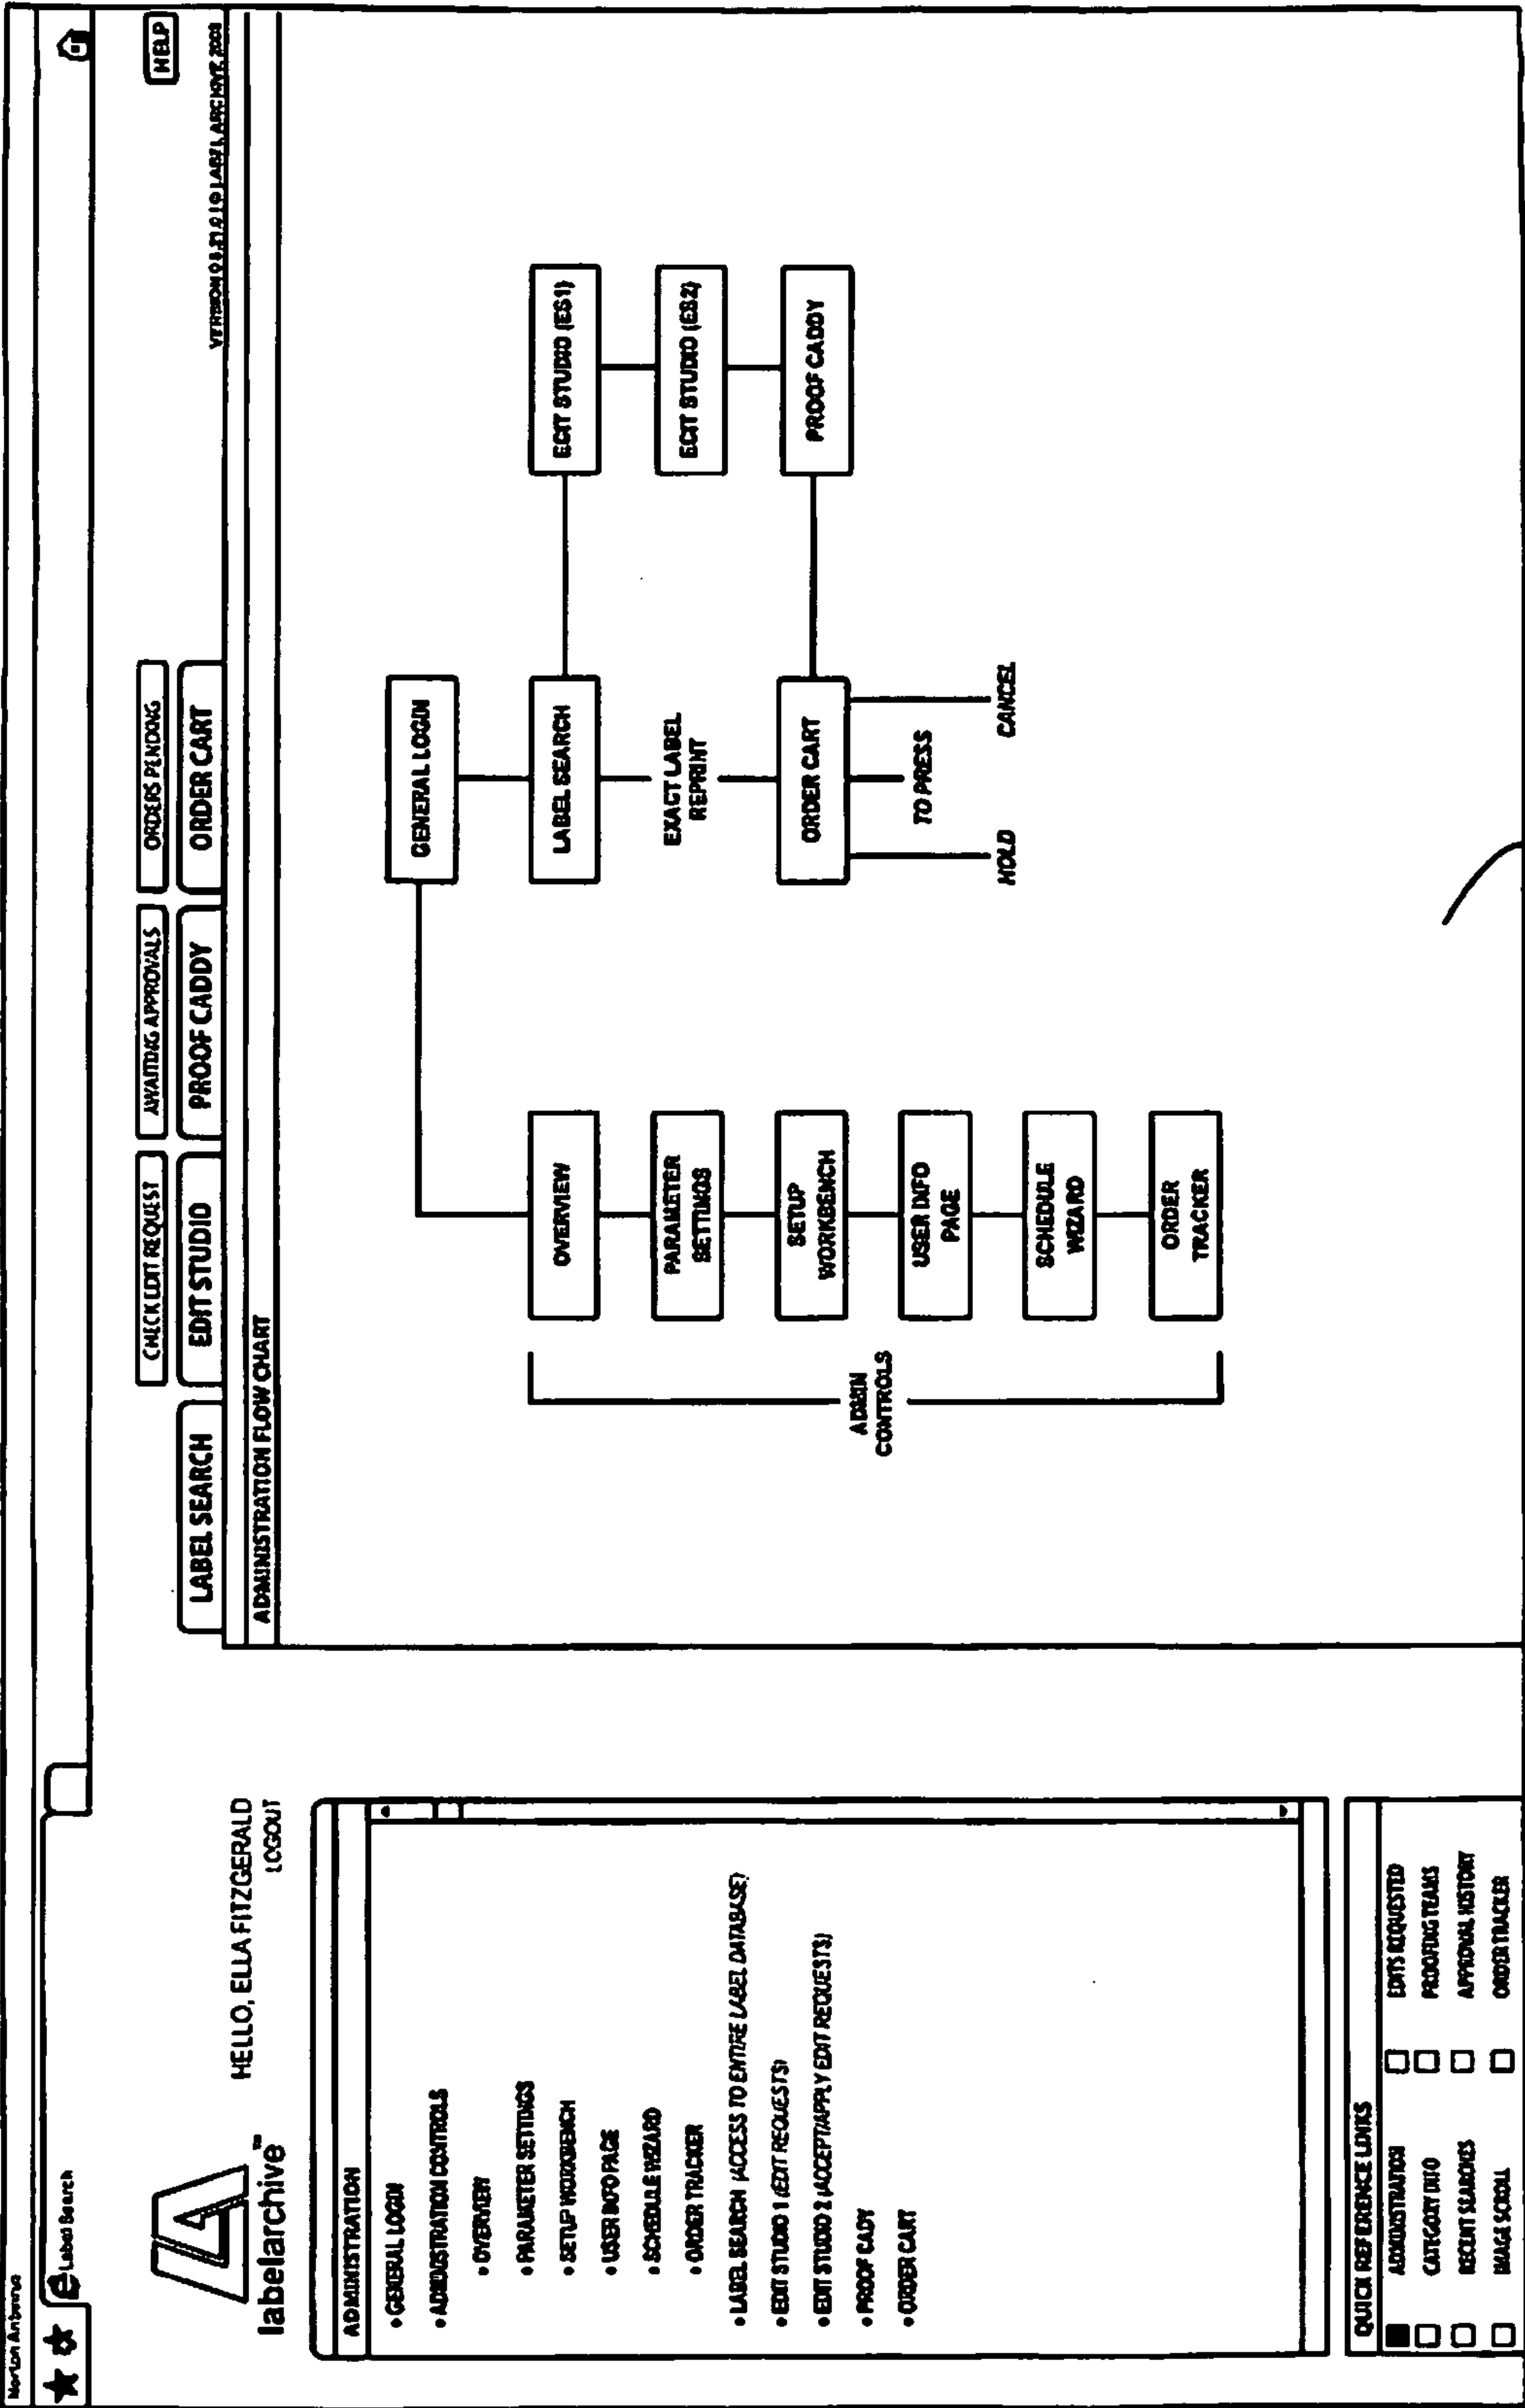 Norton Antivirus
Label Search
labelarchive™
HELLO, ELLA FITZGERALD
LOGOUT
HELP
CHECK EDIT REQUEST
AWAITING APPROVALS
ORDERS PENDING
LABEL SEARCH
EDIT STUDIO
PROOF CADDY
ORDER CART
ADMINISTRATION
• GENERAL LOGIN
• ADMINISTRATION CONTROLS
• OVERVIEW
• PARAMETER SETTINGS
• SETUP WORKBENCH
• USER INFO PAGE
• SCHEDULE WIZARD
• ORDER TRACKER
• LABEL SEARCH (ACCESS TO ENTIRE LABEL DATABASE)
• EDIT STUDIO 1 (EDIT REQUESTS)
• EDIT STUDIO 2 (ACCEPT/APPLY EDIT REQUESTS)
• PROOF CADY
• ORDER CART
QUICK REFERENCE LINKS
ADMINISTRATION
EDITS REQUESTED
CATEGORY INFO
PROOFING TEAMS
RECENT SEARCHES
APPROVAL HISTORY
IMAGE SCROLL
ORDER TRACKER
ADMINISTRATION FLOW CHART
GENERAL LOGIN
OVERVIEW
LABEL SEARCH
EDIT STUDIO (ES1)
PARAMETER
SETTINGS
EXACT LABEL
REPRINT
EDIT STUDIO (ES2)
SETUP
WORKBENCH
ORDER CART
PROOF CADDY
ADMIN
CONTROLS
USER INFO
PAGE
TO PRESS
HOLD
CANCEL
SCHEDULE
WIZARD
ORDER
TRACKER